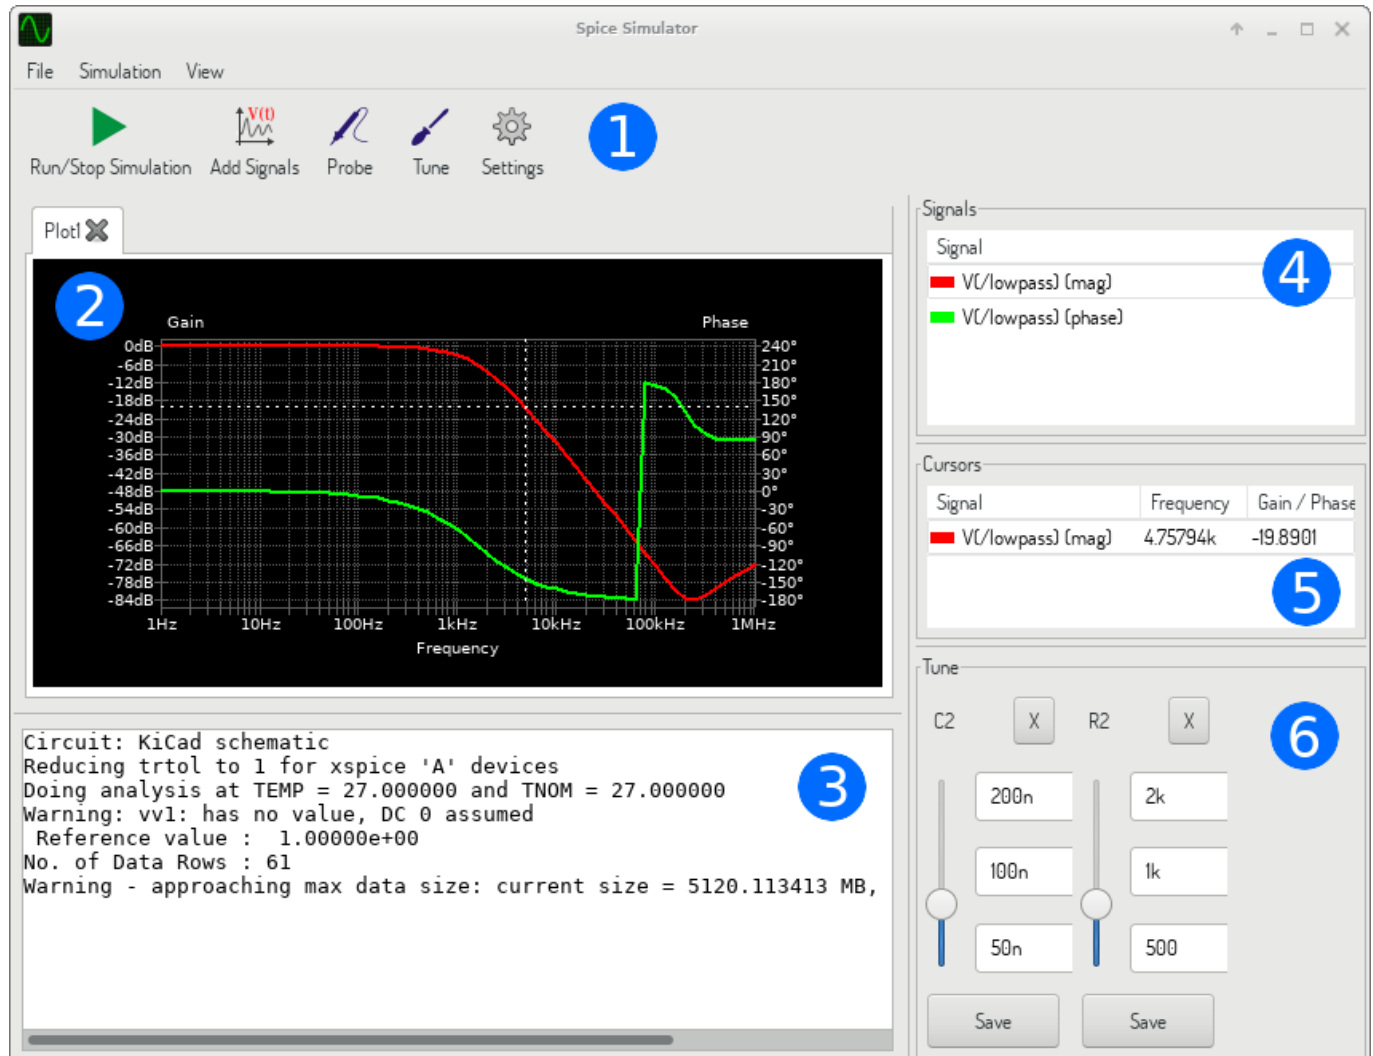 Spice Simulator
File Simulation View
Run/Stop Simulation Add Signals Probe Tune Settings
V(t)
1
Plot1
2
Gain Phase
0dB
-6dB
-12dB
-18dB
-24dB
-30dB
-36dB
-42dB
-48dB
-54dB
-60dB
-66dB
-72dB
-78dB
-84dB
240°
210°
180°
150°
120°
90°
60°
30°
0°
-30°
-60°
-90°
-120°
-150°
-180°
1Hz 10Hz 100Hz 1kHz 10kHz 100kHz 1MHz
Frequency
Circuit: KiCad schematic
Reducing trtol to 1 for xspice 'A' devices
Doing analysis at TEMP = 27.000000 and TNOM = 27.000000
Warning: vv1: has no value, DC 0 assumed
Reference value : 1.00000e+00
No. of Data Rows : 61
Warning - approaching max data size: current size = 5120.113413 MB,
3
Signals
Signal
V(/lowpass) (mag)
V(/lowpass) (phase)
4
Cursors
Signal Frequency Gain / Phase
V(/lowpass) (mag) 4.75794k -19.8901
5
Tune
C2 X R2 X
6
200n 2k
100n 1k
50n 500
Save Save